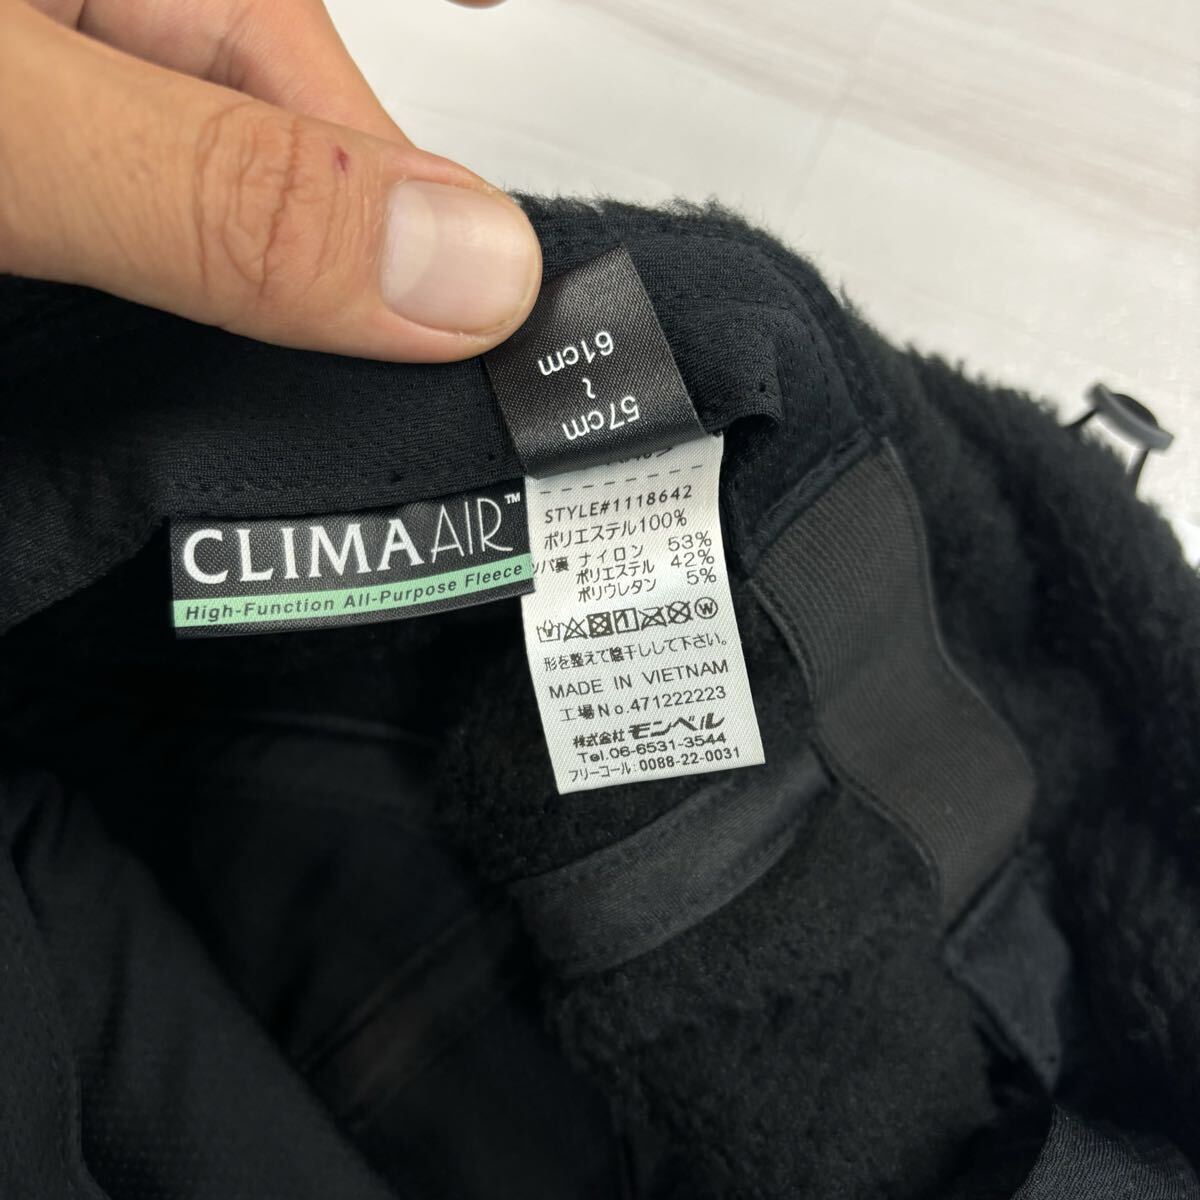 57cm
~
61cm
CLIMAAIR™
High-Function All-Purpose Fleece
STYLE#1118642
ポリエステル100%
ナイロン 53%
ポリエステル 42%
ポリウレタン 5%
形を整えて陰干しして下さい。
MADE IN VIETNAM
工場No.471222223
株式会社 モンベル
Tel.06-6531-3544
フリーコール:0088-22-0031